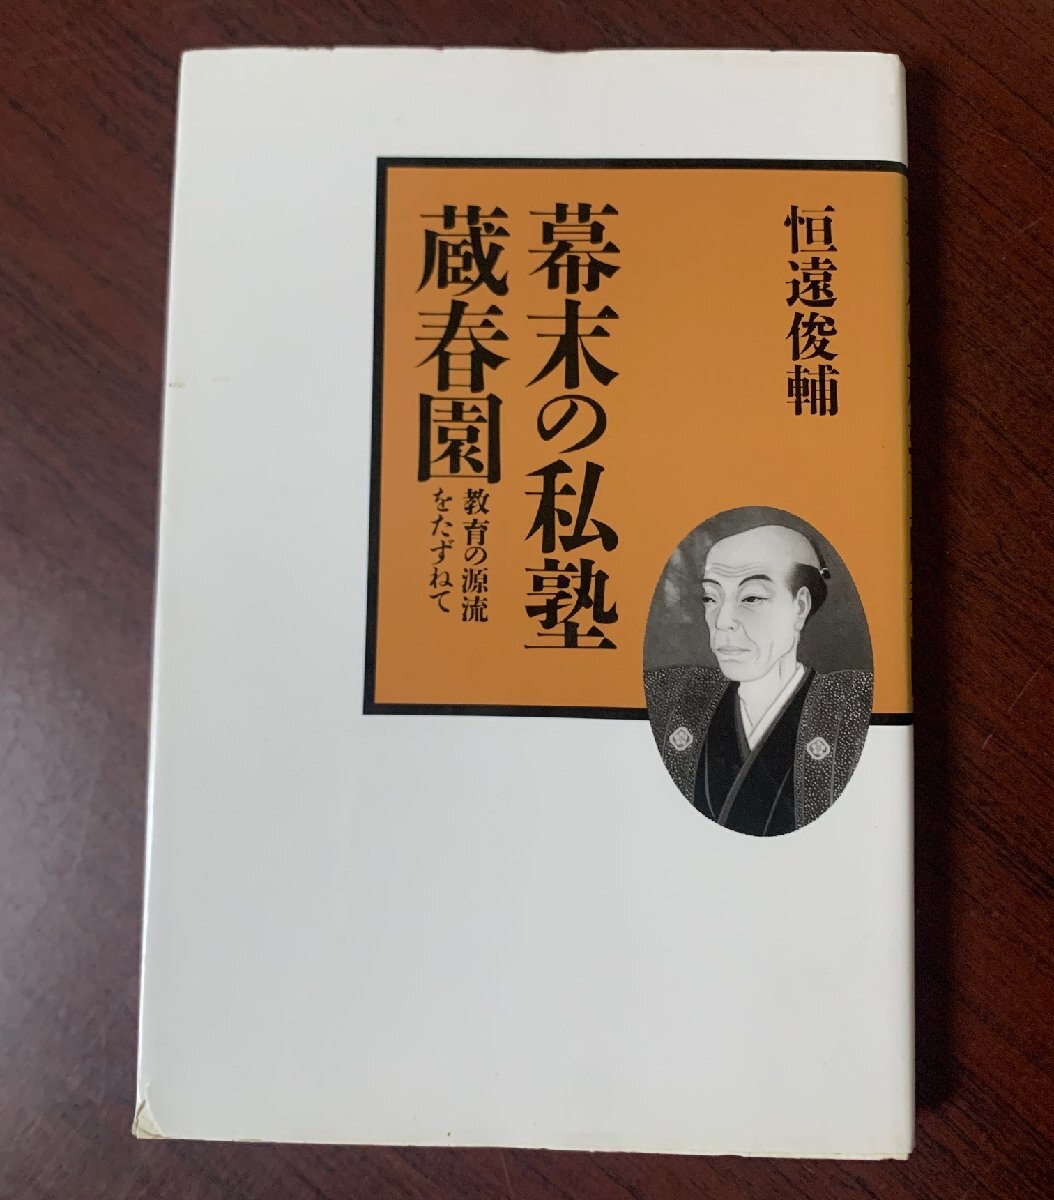 恒遠俊輔
幕末の私塾
蔵春園
教育の源流
をたずねて